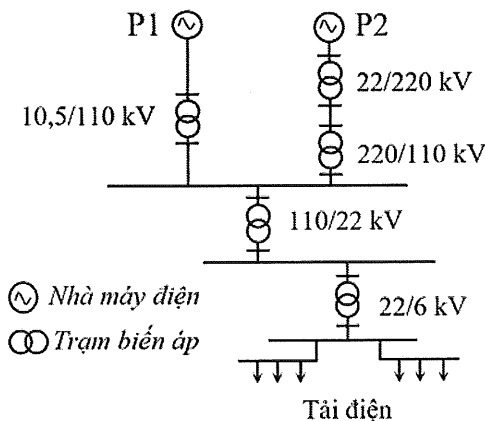 P1
P2
22/220 kV
10,5/110 kV
220/110 kV
110/22 kV
Nhà máy điện
22/6 kV
Trạm biến áp
Tải điện